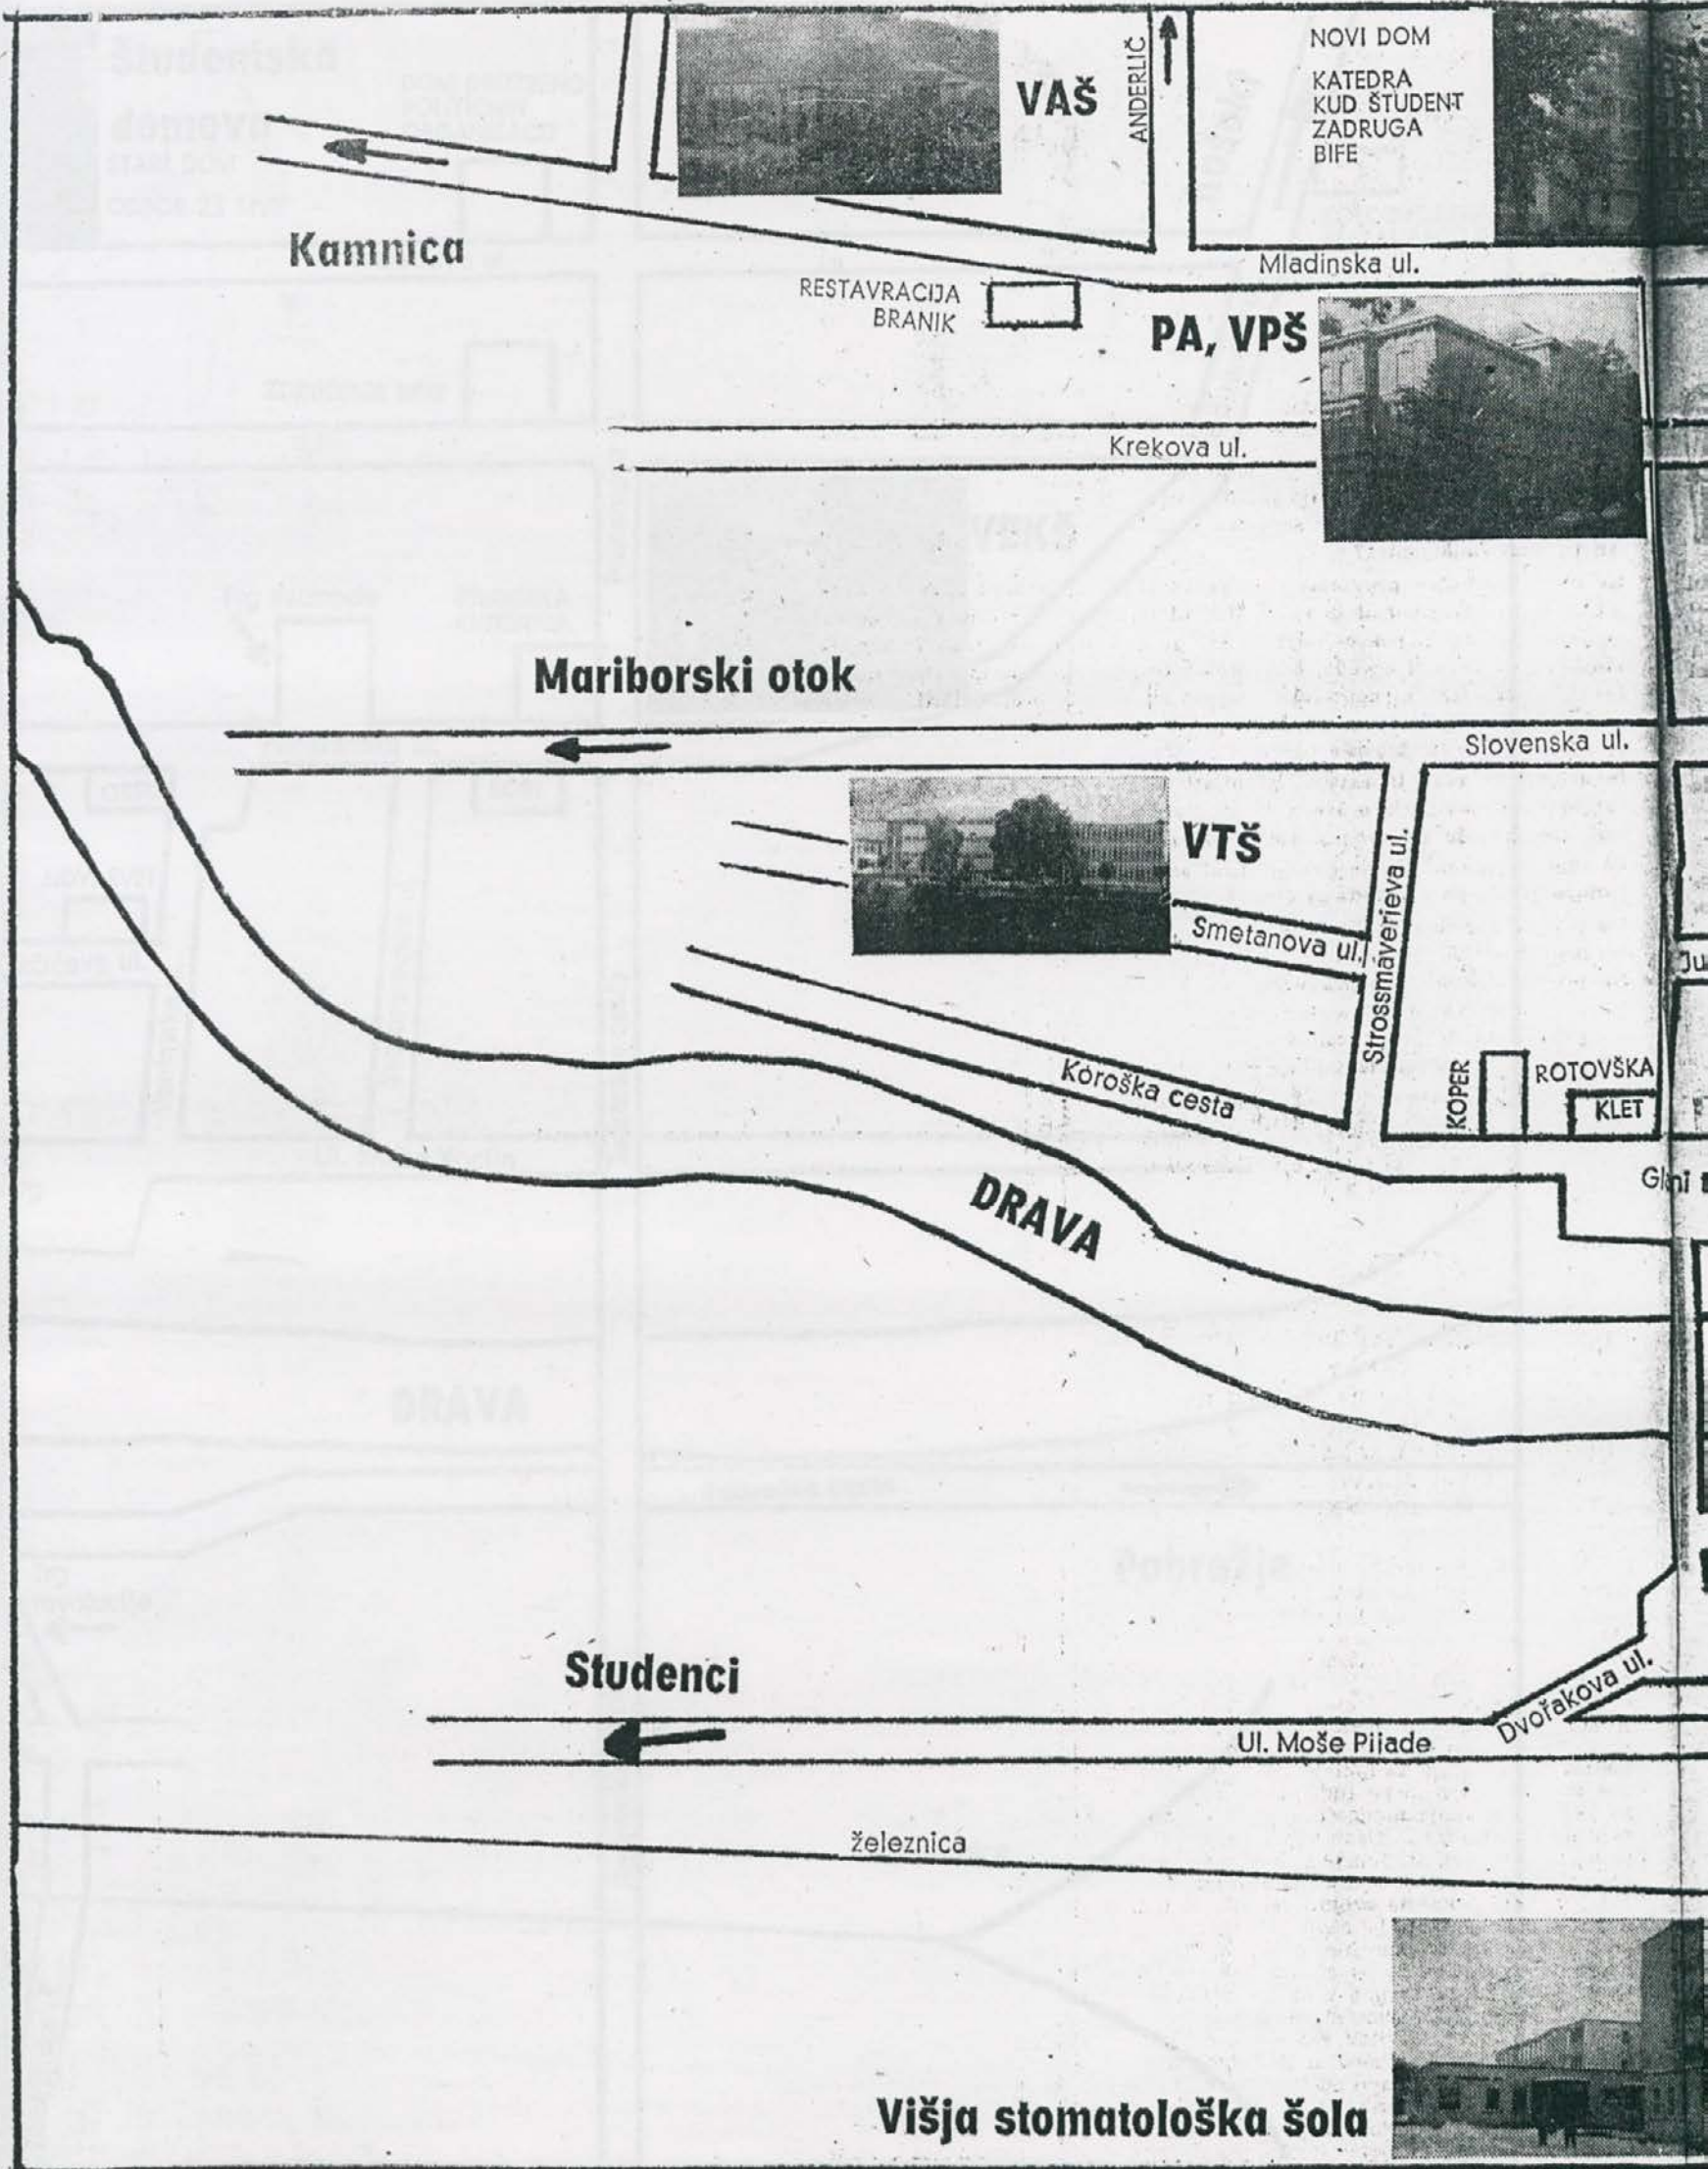 VAŠ
ANDERLIČ
NOVI DOM
KATEDRA
KUD ŠTUDENT
ZADRUGA
BIFE
Kamnica
Mladinska ul.
RESTAVRACIJA
BRANIK
PA, VPŠ
Krekova ul.
Mariborski otok
Slovenska ul.
VTŠ
Smetanova ul.
Strossmaverieva ul.
Ju
Koroška cesta
KOPER
ROTOVŠKA
KLET
DRAVA
Studenci
Dvořakova ul.
Ul. Moše Pijade
železnica
Višja stomatološka šola